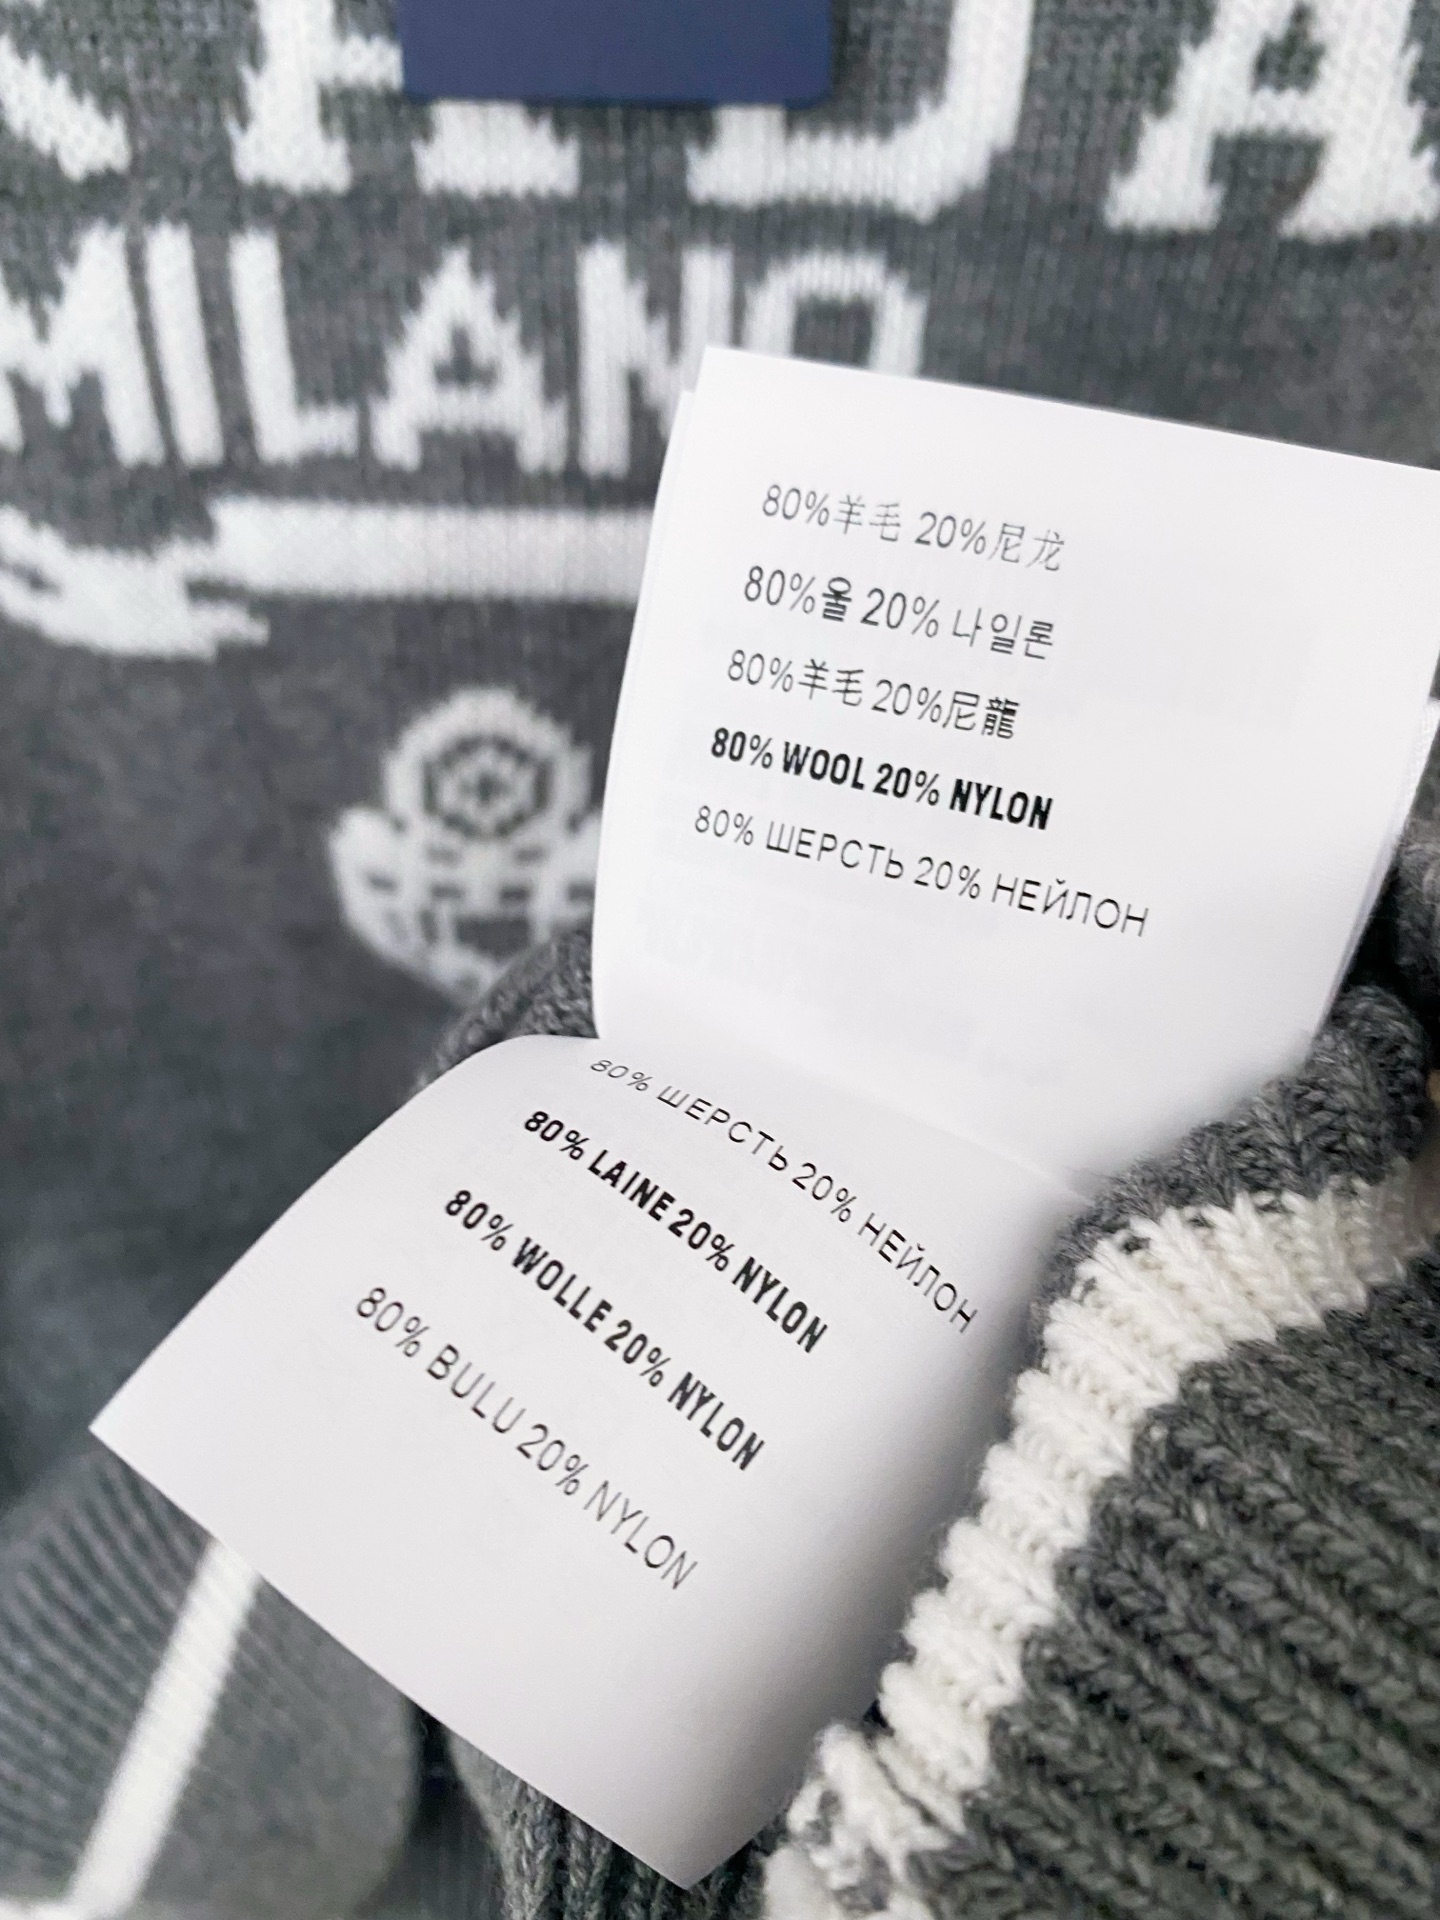 MILANO
80%羊毛 20%尼龙
80%울 20% 나일론
80%羊毛 20%尼龍
80% WOOL 20% NYLON
80% ШЕРСТЬ 20% НЕЙЛОН
80% ШЕРСТЬ 20% НЕЙЛОН
80% LAINE 20% NYLON
80% WOLLE 20% NYLON
80% BULU 20% NYLON